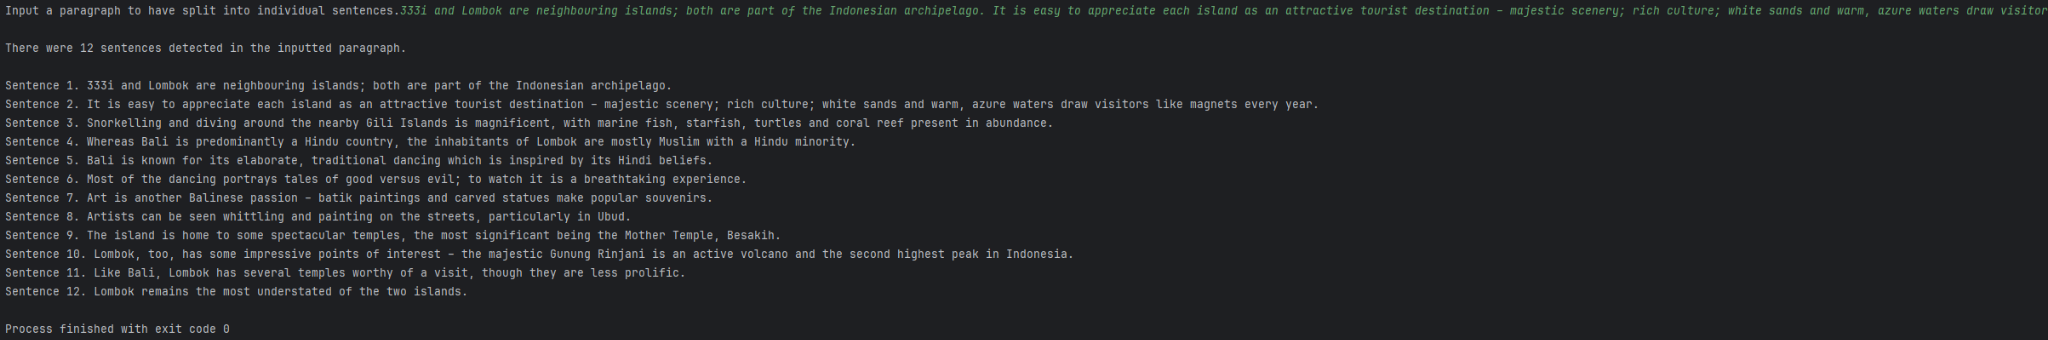 Input a paragraph to have split into individual sentences.333i and Lombok are neighbouring islands; both are part of the Indonesian archipelago. It is easy to appreciate each island as an attractive tourist destination – majestic scenery; rich culture; white sands and warm, azure waters draw visitor
There were 12 sentences detected in the inputted paragraph.
Sentence 1. 333i and Lombok are neighbouring islands; both are part of the Indonesian archipelago.
Sentence 2. It is easy to appreciate each island as an attractive tourist destination – majestic scenery; rich culture; white sands and warm, azure waters draw visitors like magnets every year.
Sentence 3. Snorkelling and diving around the nearby Gili Islands is magnificent, with marine fish, starfish, turtles and coral reef present in abundance.
Sentence 4. Whereas Bali is predominantly a Hindu country, the inhabitants of Lombok are mostly Muslim with a Hindu minority.
Sentence 5. Bali is known for its elaborate, traditional dancing which is inspired by its Hindi beliefs.
Sentence 6. Most of the dancing portrays tales of good versus evil; to watch it is a breathtaking experience.
Sentence 7. Art is another Balinese passion – batik paintings and carved statues make popular souvenirs.
Sentence 8. Artists can be seen whittling and painting on the streets, particularly in Ubud.
Sentence 9. The island is home to some spectacular temples, the most significant being the Mother Temple, Besakih.
Sentence 10. Lombok, too, has some impressive points of interest – the majestic Gunung Rinjani is an active volcano and the second highest peak in Indonesia.
Sentence 11. Like Bali, Lombok has several temples worthy of a visit, though they are less prolific.
Sentence 12. Lombok remains the most understated of the two islands.
Process finished with exit code 0